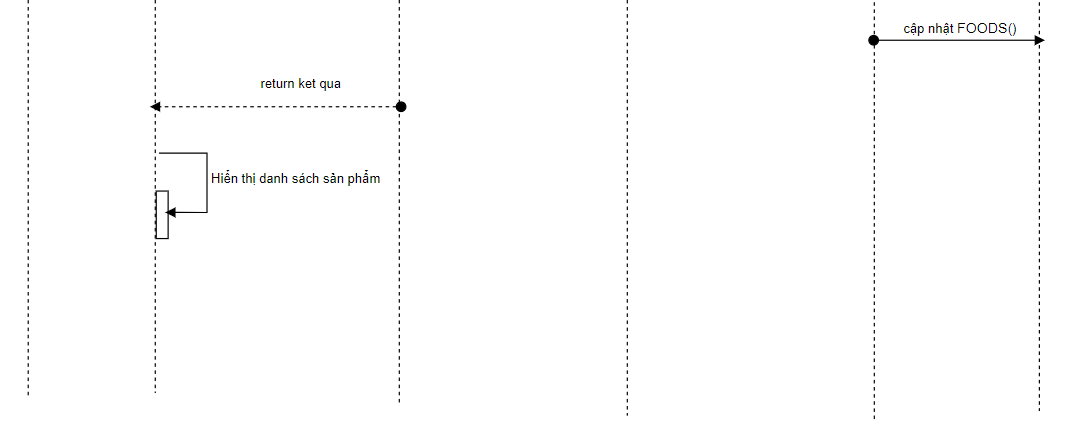 cập nhật FOODS()
return ket qua
Hiển thị danh sách sản phẩm